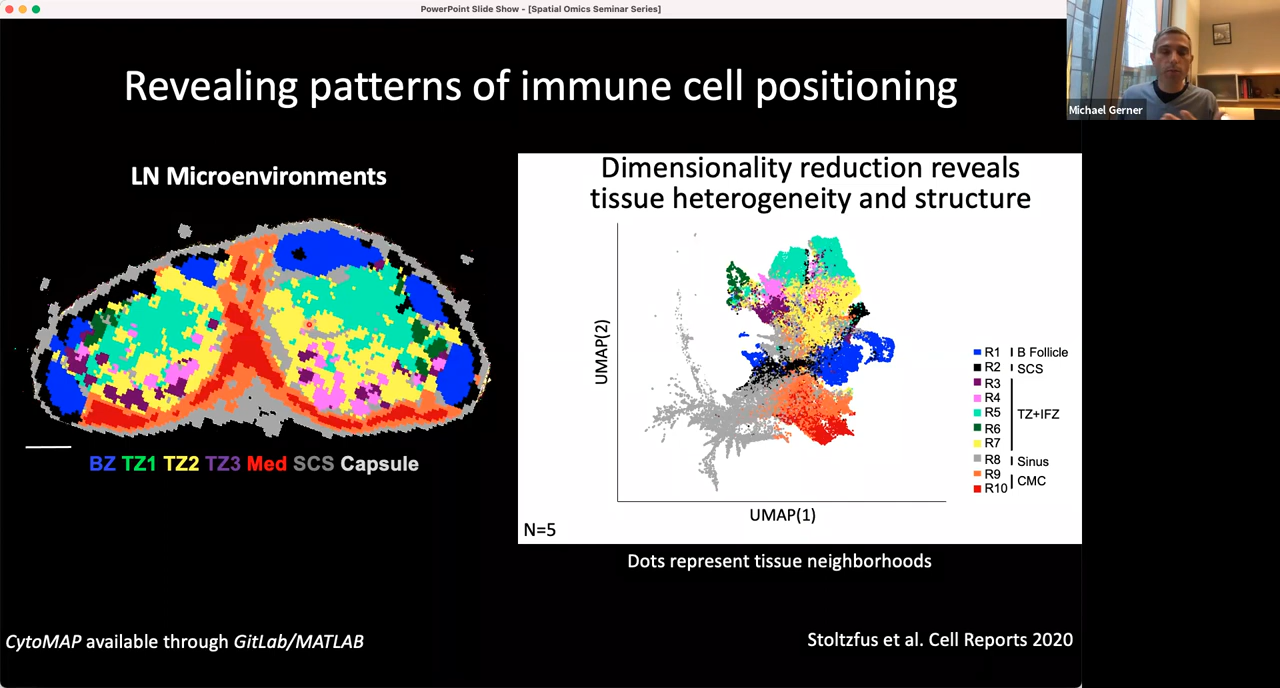 PowerPoint Slide Show - [Spatial Omics Seminar Series]
Michael Gerner
Revealing patterns of immune cell positioning
LN Microenvironments
BZ TZ1 TZ2 TZ3 Med SCS Capsule
Dimensionality reduction reveals
tissue heterogeneity and structure
UMAP(2)
UMAP(1)
N=5
R1 B Follicle
R2 SCS
R3
R4
R5 TZ+IFZ
R6
R7
R8 Sinus
R9 CMC
R10
Dots represent tissue neighborhoods
CytoMAP available through GitLab/MATLAB
Stoltzfus et al. Cell Reports 2020